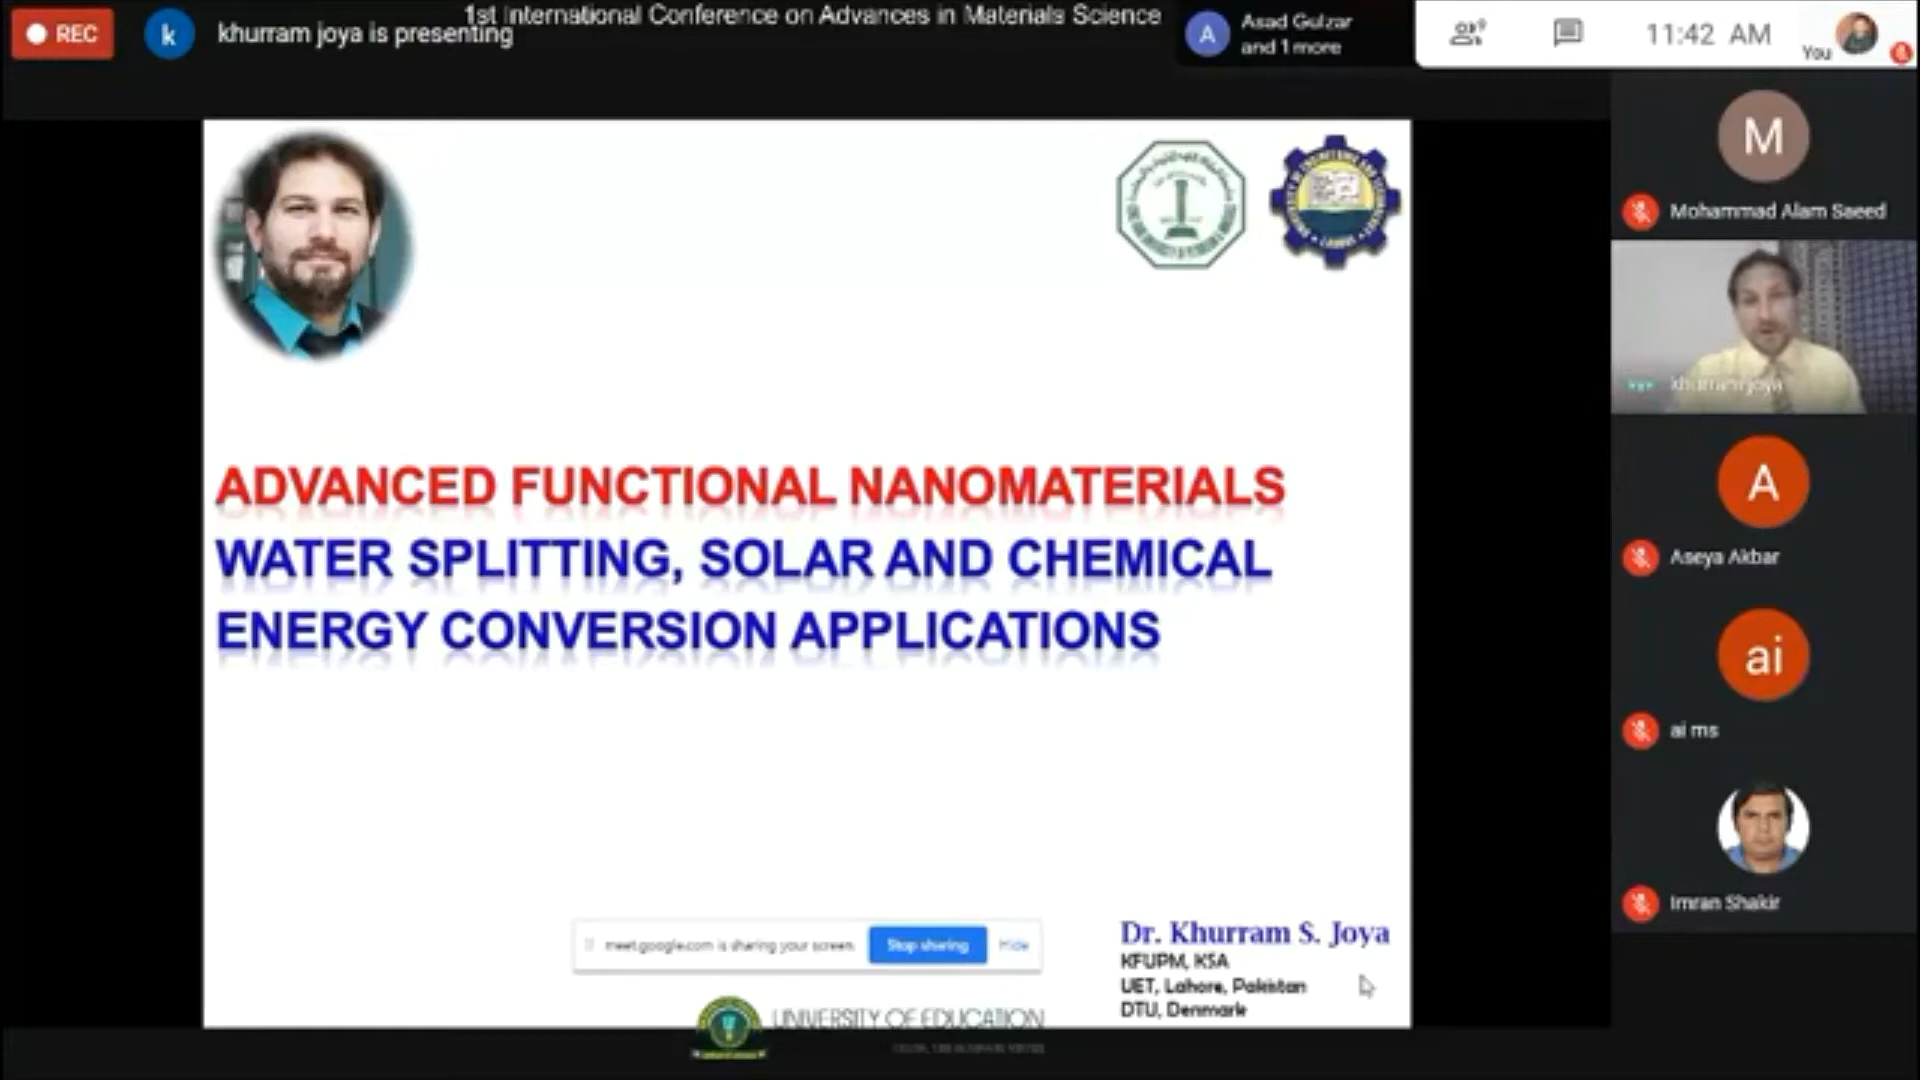 REC
k
khurram joya is presenting
1st International Conference on Advances in Materials Science
A
Asad Gulzar
and 1 more
11:42 AM
You
M
Mohammad Alam Saeed
khurram joya
A
Aseya Akbar
ai
ai ms
Imran Shakir
ADVANCED FUNCTIONAL NANOMATERIALS
WATER SPLITTING, SOLAR AND CHEMICAL
ENERGY CONVERSION APPLICATIONS
meet.google.com is sharing your screen.
Stop sharing
Hide
Dr. Khurram S. Joya
KFUPM, KSA
UET, Lahore, Pakistan
DTU, Denmark
UNIVERSITY OF EDUCATION